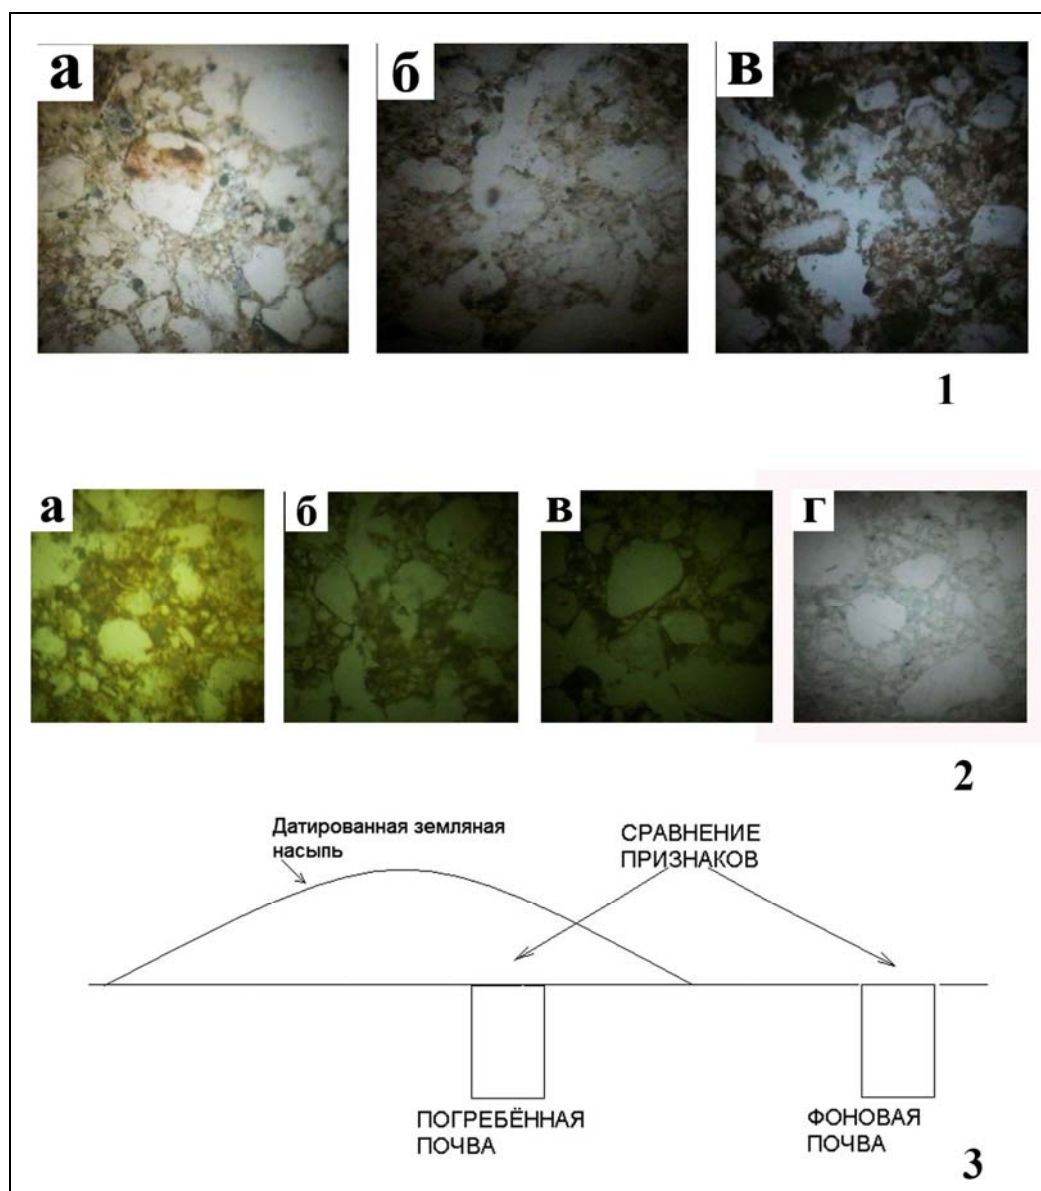 а
б
в
1
а
б
в
г
2
Датированная земляная
насыпь
СРАВНЕНИЕ
ПРИЗНАКОВ
ПОГРЕБЁННАЯ
ПОЧВА
ФОНОВАЯ
ПОЧВА
3